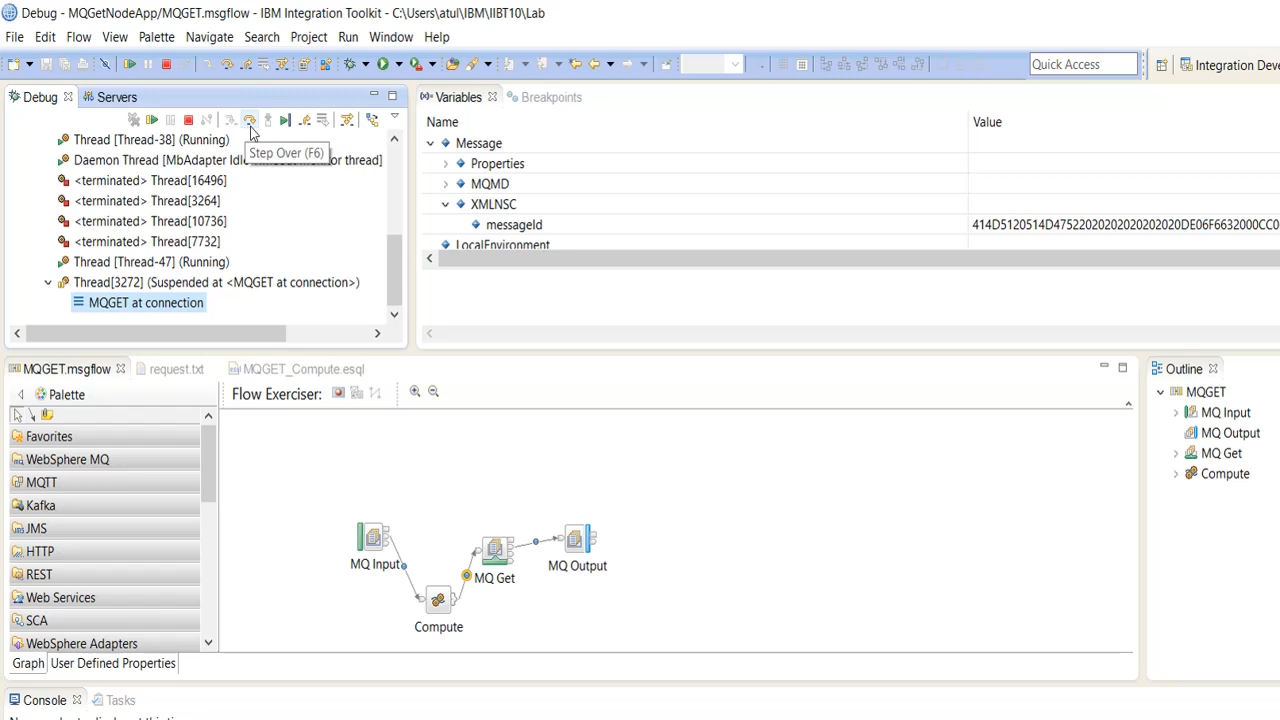 Debug - MQGetNodeApp/MQGET.msgflow - IBM Integration Toolkit - C:\Users\atul\IBM\IIBT10\Lab
File Edit Flow View Palette Navigate Search Project Run Window Help
Quick Access
Integration Deve
Debug
Servers
Step Over (F6)
Thread [Thread-38] (Running)
Daemon Thread [MbAdapter Idl
or thread]
<terminated> Thread[16496]
<terminated> Thread[3264]
<terminated> Thread[10736]
<terminated> Thread[7732]
Thread [Thread-47] (Running)
Thread[3272] (Suspended at <MQGET at connection>)
MQGET at connection
Variables
Breakpoints
Name Value
Message
Properties
MQMD
XMLNSC
messageId 414D5120514D47522020202020202020DE06F6632000CC0
LocalEnvironment
MQGET.msgflow
request.txt
MQGET_Compute.esql
Palette
Favorites
WebSphere MQ
MQTT
Kafka
JMS
HTTP
REST
Web Services
SCA
WebSphere Adapters
Graph User Defined Properties
Flow Exerciser:
MQ Input
Compute
MQ Get
MQ Output
Outline
MQGET
MQ Input
MQ Output
MQ Get
Compute
Console
Tasks